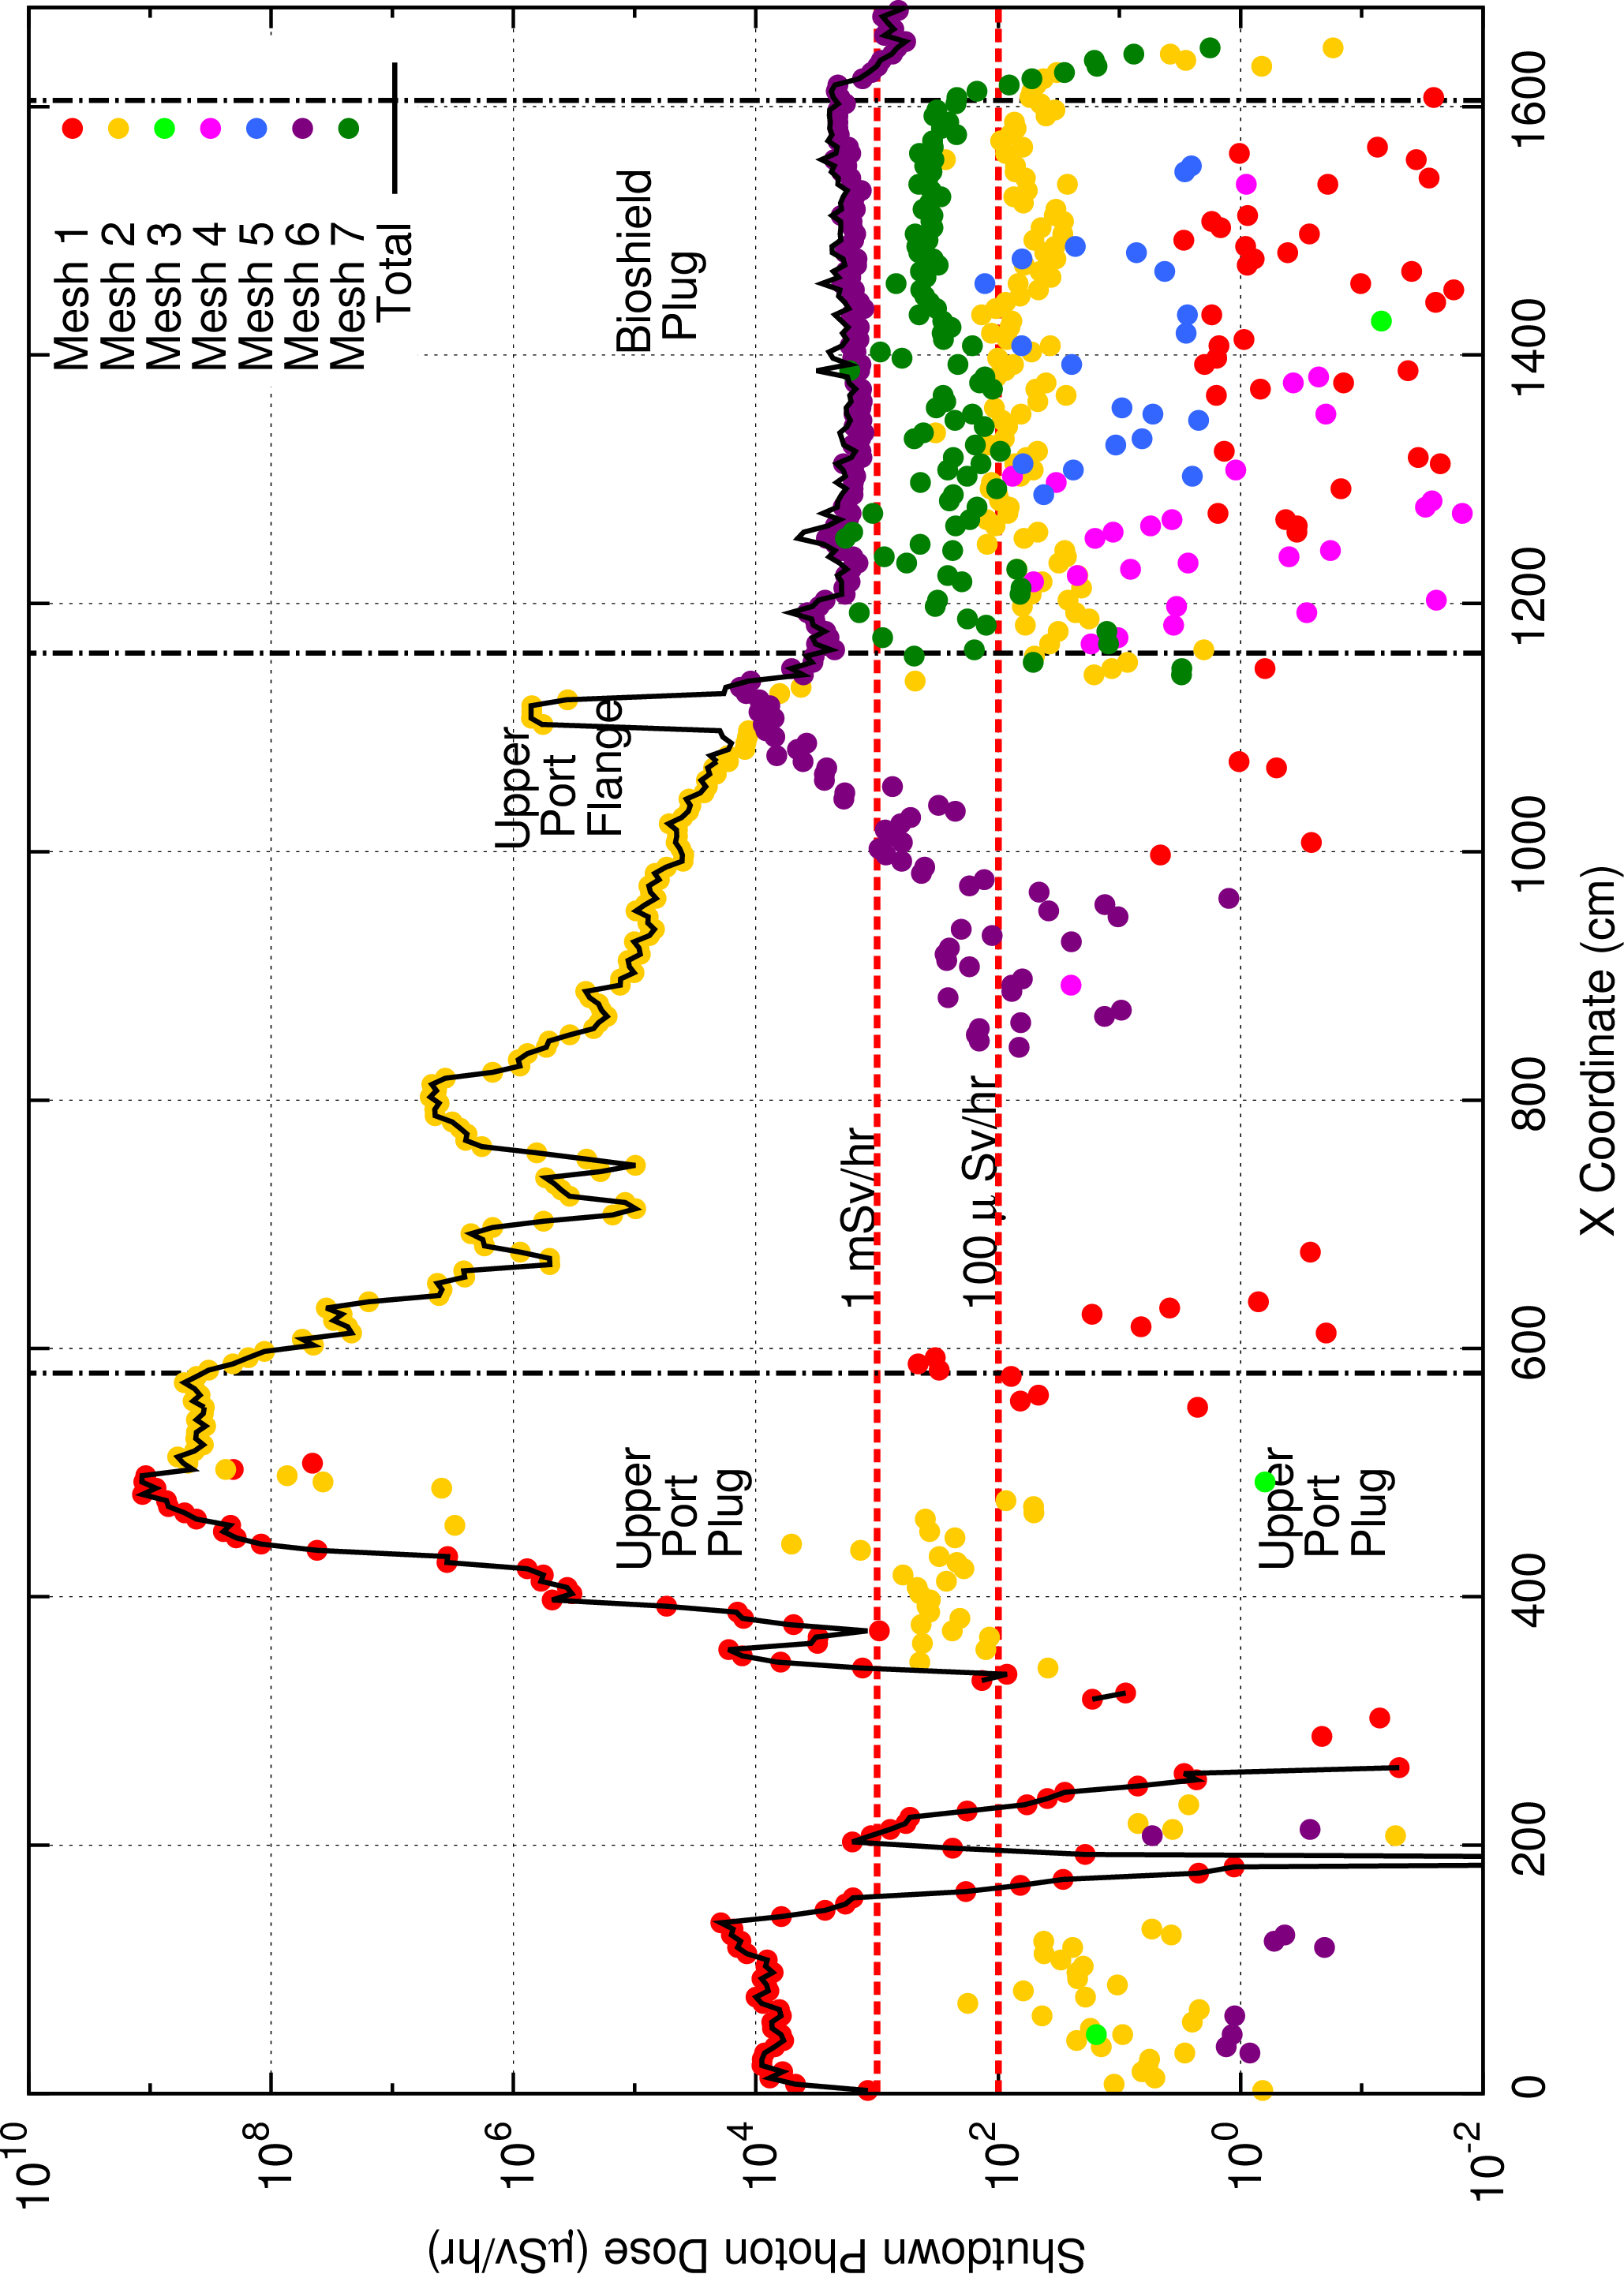 Mesh 1
Mesh 2
Mesh 3
Mesh 4
Mesh 5
Mesh 6
Mesh 7
Total
Bioshield
Plug
Upper
Port
Flange
Upper
Port
Plug
Upper
Port
Plug
1 mSv/hr
100 μ Sv/hr
10^10
10^8
10^6
10^4
10^2
10^0
10^-2
0
200
400
600
800
1000
1200
1400
1600
X Coordinate (cm)
Shutdown Photon Dose (μSv/hr)